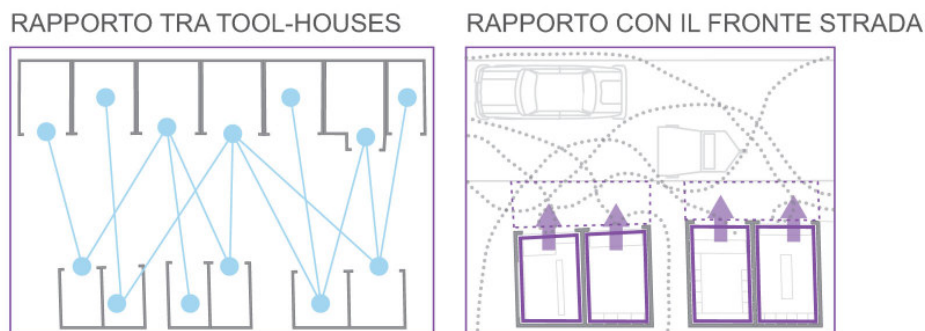 RAPPORTO TRA TOOL-HOUSES
RAPPORTO CON IL FRONTE STRADA